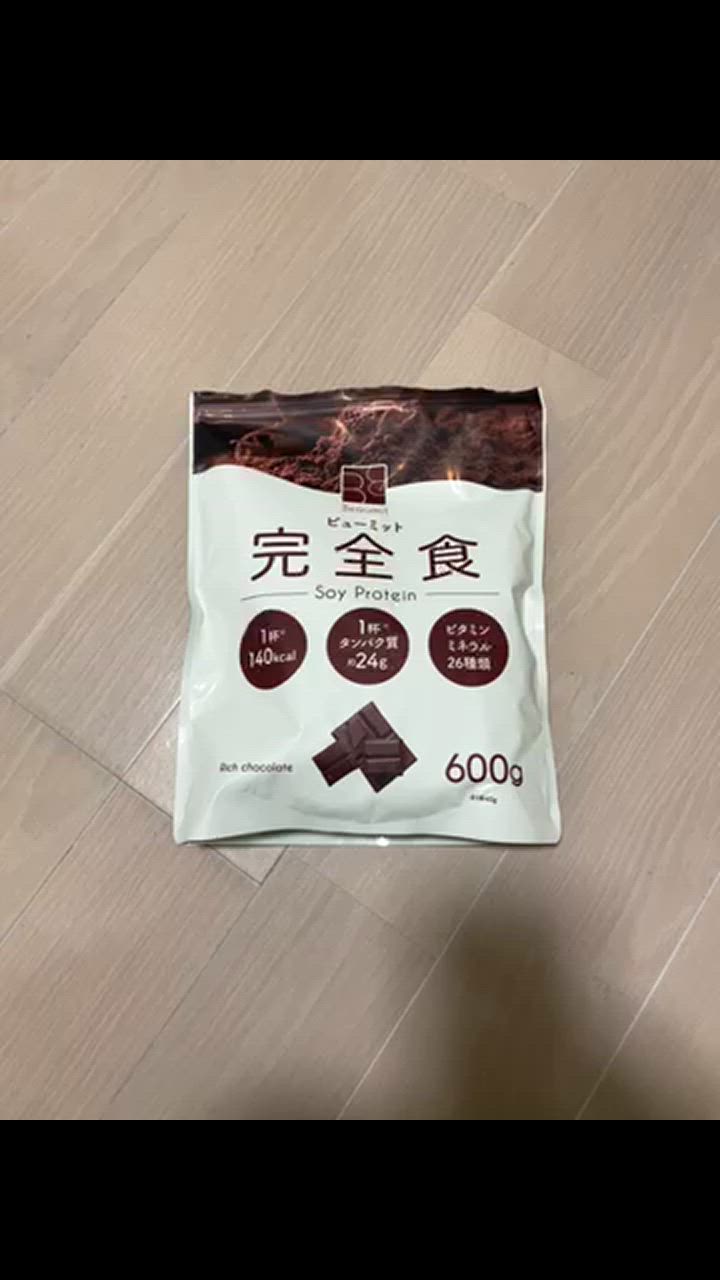 ビューミット
完全食
Soy Protein
1杯※
140kcal
1杯※
タンパク質
約24g
ビタミン
ミネラル
26種類
Rich chocolate
600g